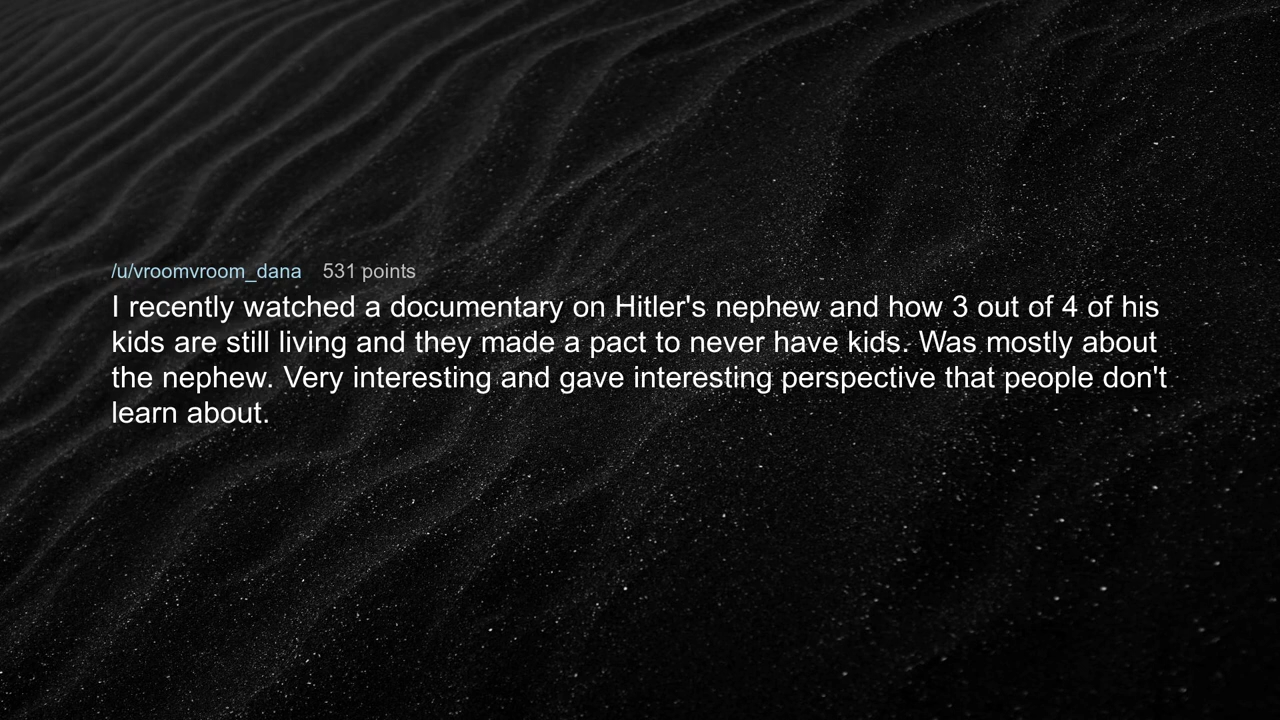 /u/vroomvroom_dana 531 points
I recently watched a documentary on Hitler's nephew and how 3 out of 4 of his
kids are still living and they made a pact to never have kids. Was mostly about
the nephew. Very interesting and gave interesting perspective that people don't
learn about.